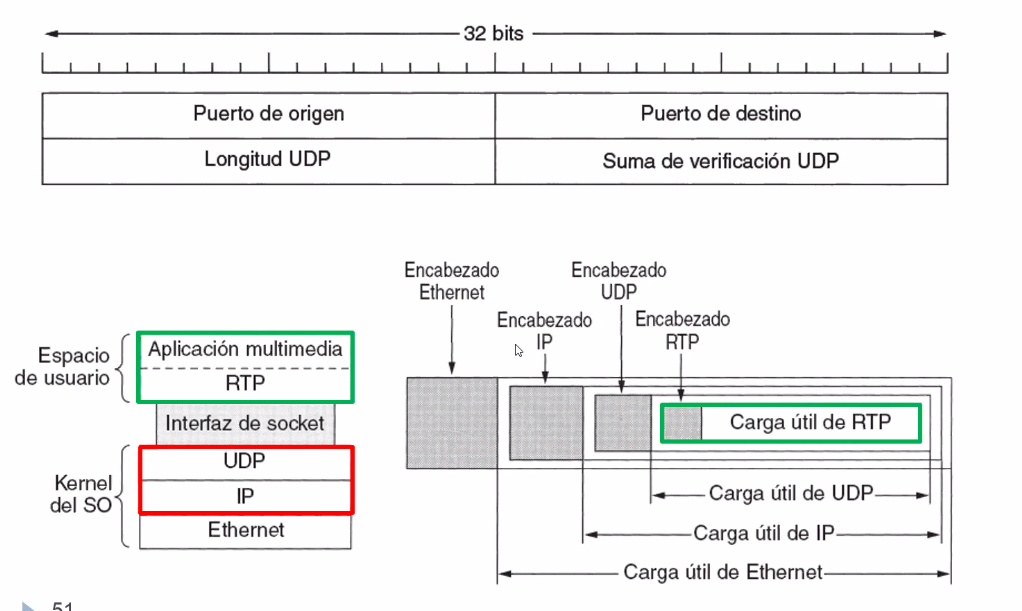 32 bits
Puerto de origen
Puerto de destino
Longitud UDP
Suma de verificación UDP
Encabezado
Ethernet
Encabezado
UDP
Encabezado
IP
Encabezado
RTP
Espacio
de usuario
Aplicación multimedia
RTP
Interfaz de socket
Kernel
del SO
UDP
IP
Ethernet
Carga útil de RTP
Carga útil de UDP
Carga útil de IP
Carga útil de Ethernet
51